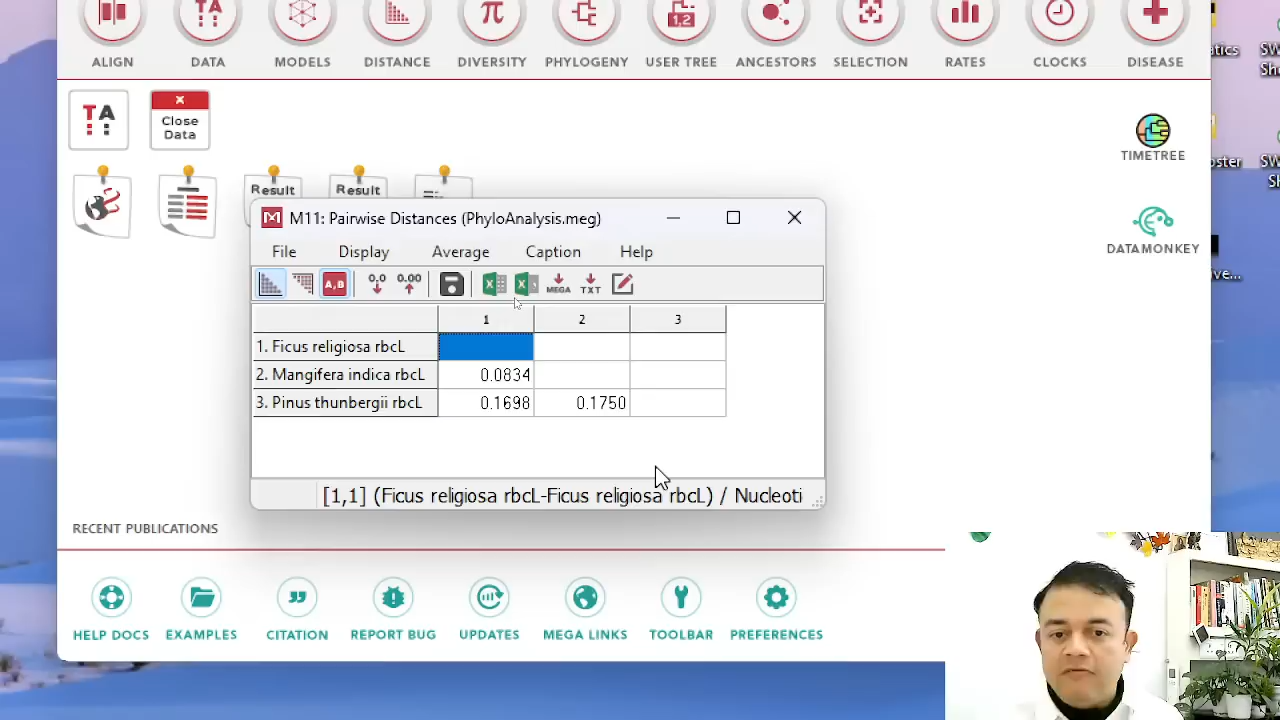 ALIGN DATA MODELS DISTANCE DIVERSITY PHYLOGENY USER TREE ANCESTORS SELECTION RATES CLOCKS DISEASE
TA
Close
Data
TIMETREE
DATAMONKEY
Result Result
M11: Pairwise Distances (PhyloAnalysis.meg)
File Display Average Caption Help
A,B 0.0 0.00 MEGA TXT
1 2 3
1. Ficus religiosa rbcL
2. Mangifera indica rbcL 0.0834
3. Pinus thunbergii rbcL 0.1698 0.1750
[1,1] (Ficus religiosa rbcL-Ficus religiosa rbcL) / Nucleoti
RECENT PUBLICATIONS
HELP DOCS EXAMPLES CITATION REPORT BUG UPDATES MEGA LINKS TOOLBAR PREFERENCES